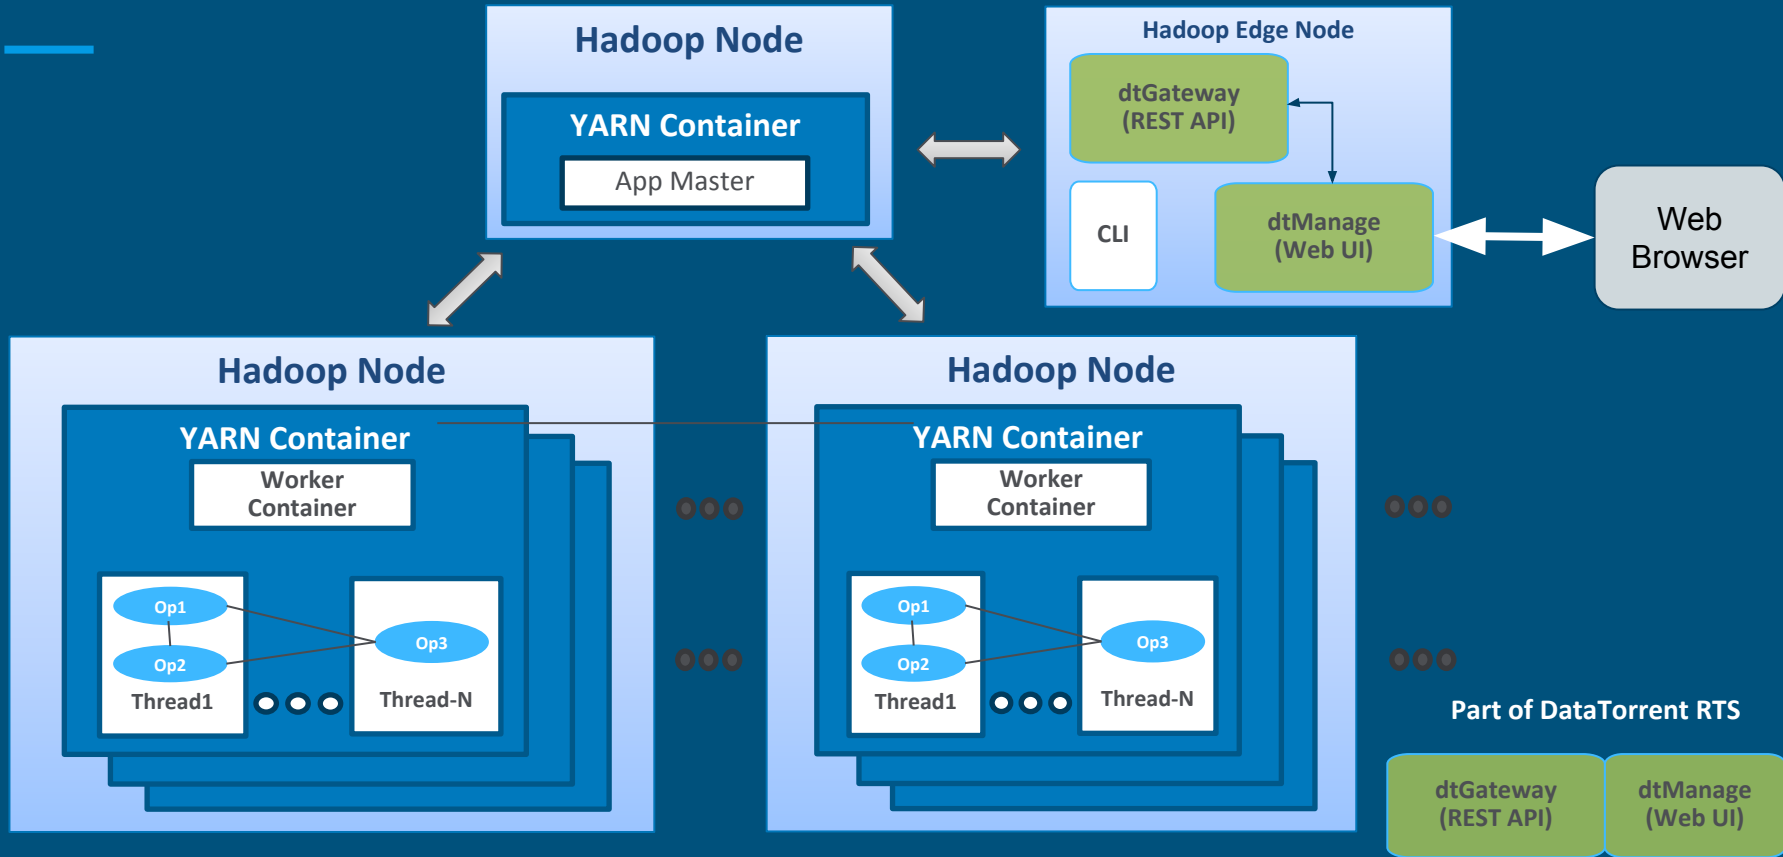 Hadoop Node
YARN Container
App Master
Hadoop Edge Node
dtGateway
(REST API)
CLI
dtManage
(Web UI)
Web
Browser
Hadoop Node
YARN Container
Worker
Container
Op1
Op2
Thread1
Op3
Thread-N
Hadoop Node
YARN Container
Worker
Container
Op1
Op2
Thread1
Op3
Thread-N
Part of DataTorrent RTS
dtGateway
(REST API)
dtManage
(Web UI)